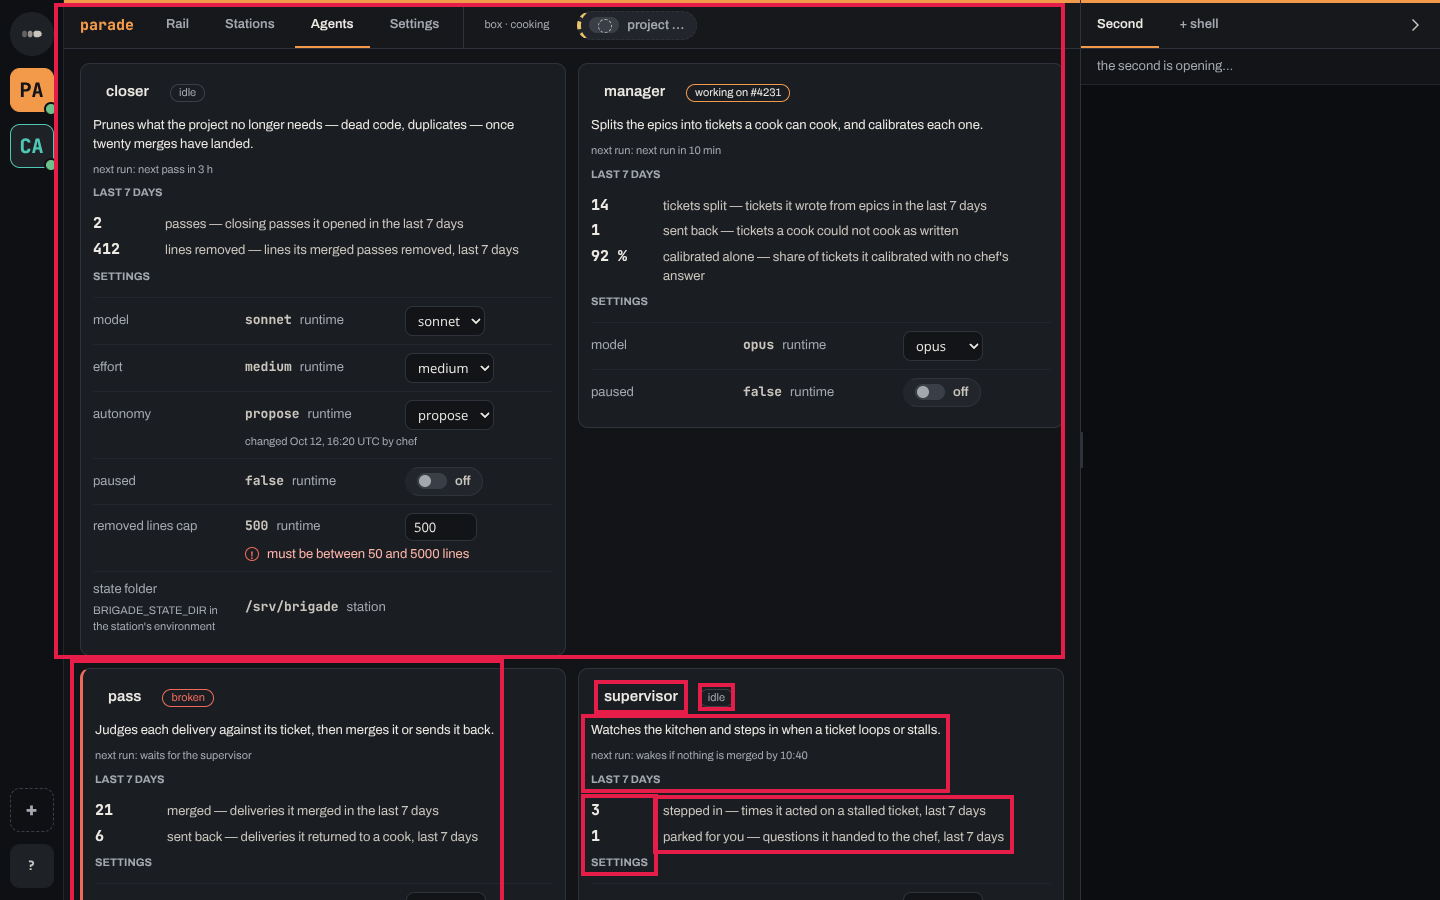 parade Rail Stations Agents Settings box · cooking project ...
Second + shell
the second is opening...
PA
CA
closer idle
Prunes what the project no longer needs — dead code, duplicates — once
twenty merges have landed.
next run: next pass in 3 h
LAST 7 DAYS
2 passes — closing passes it opened in the last 7 days
412 lines removed — lines its merged passes removed, last 7 days
SETTINGS
model sonnet runtime sonnet
effort medium runtime medium
autonomy propose runtime propose
changed Oct 12, 16:20 UTC by chef
paused false runtime off
removed lines cap 500 runtime 500
must be between 50 and 5000 lines
state folder
BRIGADE_STATE_DIR in
the station's environment
/srv/brigade station
manager working on #4231
Splits the epics into tickets a cook can cook, and calibrates each one.
next run: next run in 10 min
LAST 7 DAYS
14 tickets split — tickets it wrote from epics in the last 7 days
1 sent back — tickets a cook could not cook as written
92 % calibrated alone — share of tickets it calibrated with no chef's
answer
SETTINGS
model opus runtime opus
paused false runtime off
pass broken
Judges each delivery against its ticket, then merges it or sends it back.
next run: waits for the supervisor
LAST 7 DAYS
21 merged — deliveries it merged in the last 7 days
6 sent back — deliveries it returned to a cook, last 7 days
SETTINGS
supervisor idle
Watches the kitchen and steps in when a ticket loops or stalls.
next run: wakes if nothing is merged by 10:40
LAST 7 DAYS
3 stepped in — times it acted on a stalled ticket, last 7 days
1 parked for you — questions it handed to the chef, last 7 days
SETTINGS
+
?